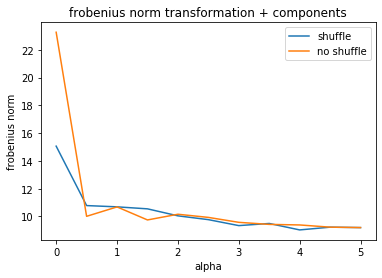 frobenius norm transformation + components
shuffle
no shuffle
frobenius norm
22
20
18
16
14
12
10
0
1
2
3
4
5
alpha